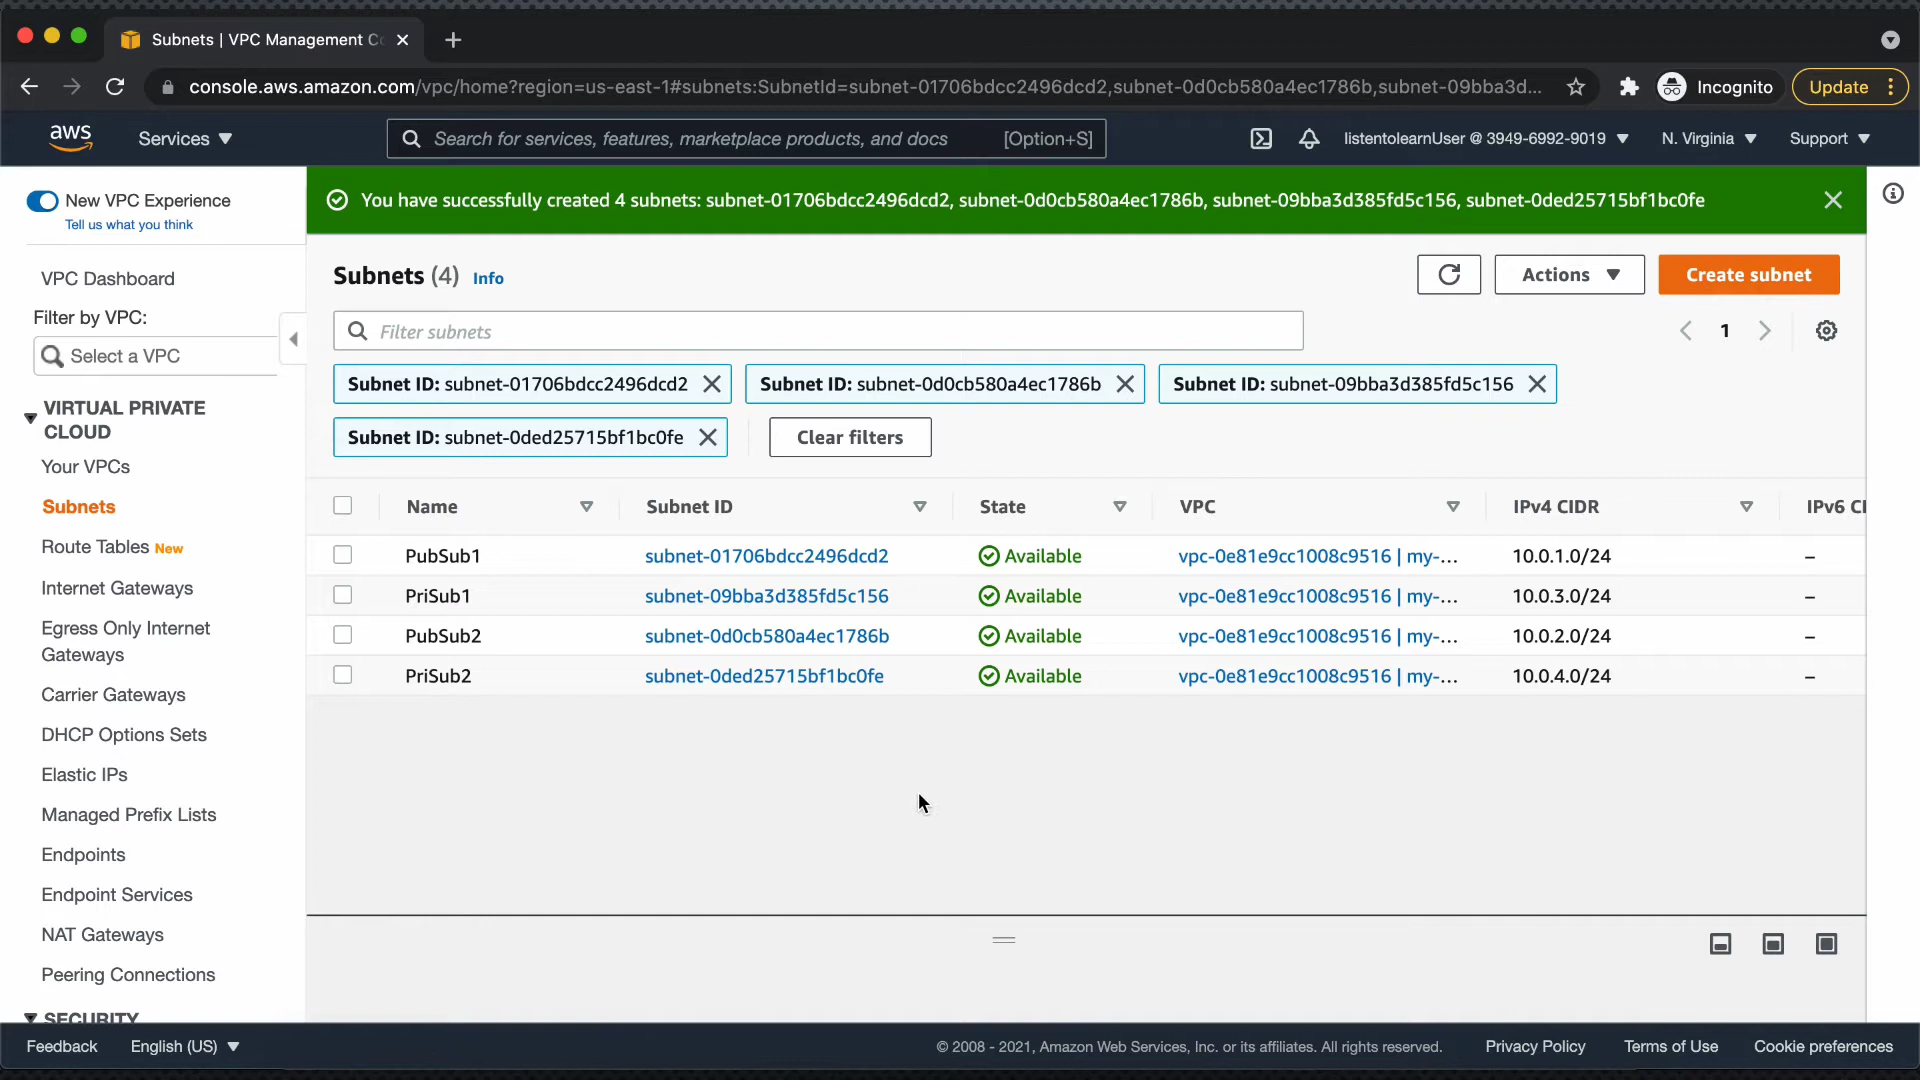 Subnets | VPC Management Co
console.aws.amazon.com/vpc/home?region=us-east-1#subnets:SubnetId=subnet-01706bdcc2496dcd2,subnet-0d0cb580a4ec1786b,subnet-09bba3d...
Incognito
Update
aws
Services
Search for services, features, marketplace products, and docs
[Option+S]
listentolearnUser @ 3949-6992-9019
N. Virginia
Support
New VPC Experience
Tell us what you think
VPC Dashboard
Filter by VPC:
Select a VPC
VIRTUAL PRIVATE
CLOUD
Your VPCs
Subnets
Route Tables New
Internet Gateways
Egress Only Internet
Gateways
Carrier Gateways
DHCP Options Sets
Elastic IPs
Managed Prefix Lists
Endpoints
Endpoint Services
NAT Gateways
Peering Connections
SECURITY
You have successfully created 4 subnets: subnet-01706bdcc2496dcd2, subnet-0d0cb580a4ec1786b, subnet-09bba3d385fd5c156, subnet-0ded25715bf1bc0fe
Subnets (4) Info
Actions
Create subnet
Filter subnets
1
Subnet ID: subnet-01706bdcc2496dcd2
Subnet ID: subnet-0d0cb580a4ec1786b
Subnet ID: subnet-09bba3d385fd5c156
Subnet ID: subnet-0ded25715bf1bc0fe
Clear filters
Name Subnet ID State VPC IPv4 CIDR IPv6 CI
PubSub1 subnet-01706bdcc2496dcd2 Available vpc-0e81e9cc1008c9516 | my-... 10.0.1.0/24 –
PriSub1 subnet-09bba3d385fd5c156 Available vpc-0e81e9cc1008c9516 | my-... 10.0.3.0/24 –
PubSub2 subnet-0d0cb580a4ec1786b Available vpc-0e81e9cc1008c9516 | my-... 10.0.2.0/24 –
PriSub2 subnet-0ded25715bf1bc0fe Available vpc-0e81e9cc1008c9516 | my-... 10.0.4.0/24 –
Feedback
English (US)
© 2008 - 2021, Amazon Web Services, Inc. or its affiliates. All rights reserved.
Privacy Policy
Terms of Use
Cookie preferences